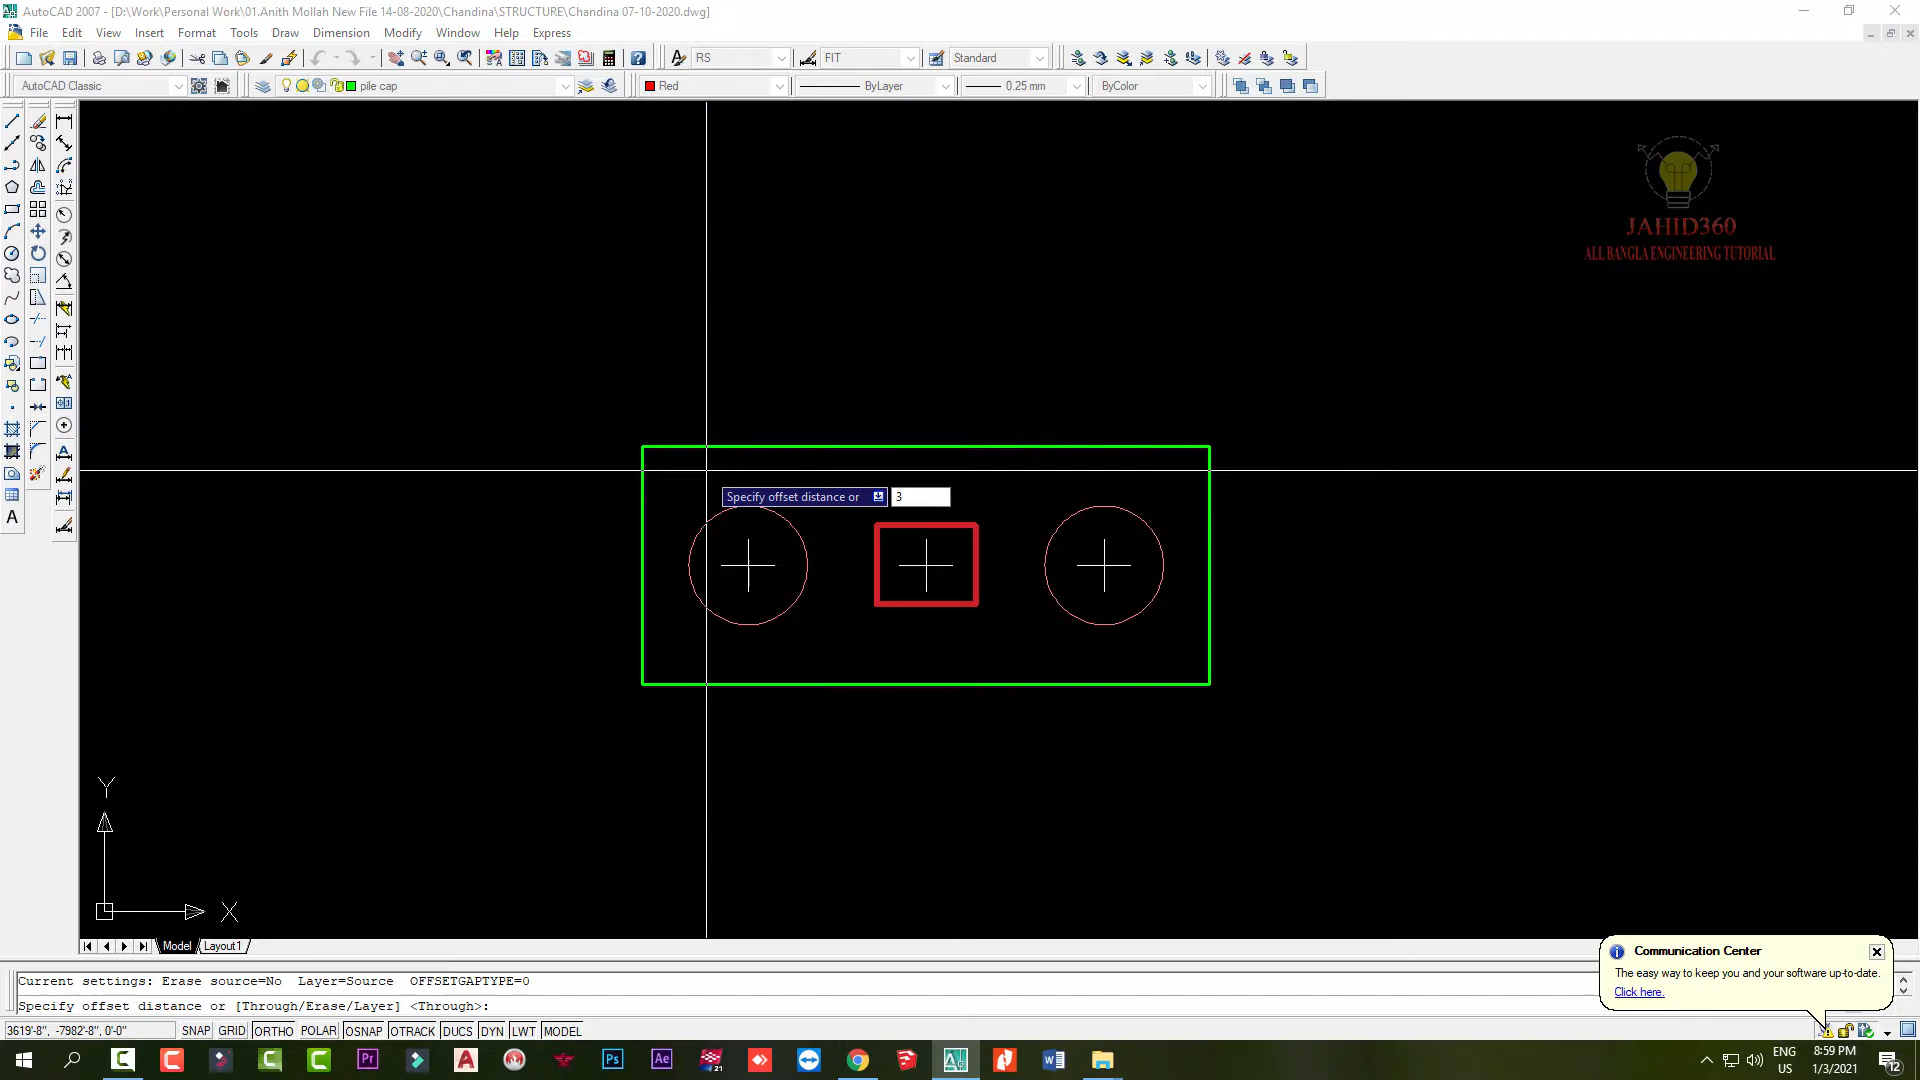 AutoCAD 2007 - [D:\Work\Personal Work\01.Anith Mollah New File 14-08-2020\Chandina\STRUCTURE\Chandina 07-10-2020.dwg]
File Edit View Insert Format Tools Draw Dimension Modify Window Help Express
RS FIT Standard
AutoCAD Classic pile cap Red ByLayer 0.25 mm ByColor
JAHID360
ALL BANGLA ENGINEERING TUTORIAL
Specify offset distance or 3
Y
X
A
Model Layout1
Communication Center
The easy way to keep you and your software up-to-date.
Click here.
Current settings: Erase source=No Layer=Source OFFSETGAPTYPE=0
Specify offset distance or [Through/Erase/Layer] <Through>:
3619'-8", -7982'-8", 0'-0" SNAP GRID ORTHO POLAR OSNAP OTRACK DUCS DYN LWT MODEL
Pr Ps Ae 21
ENG
US
8:59 PM
1/3/2021
12